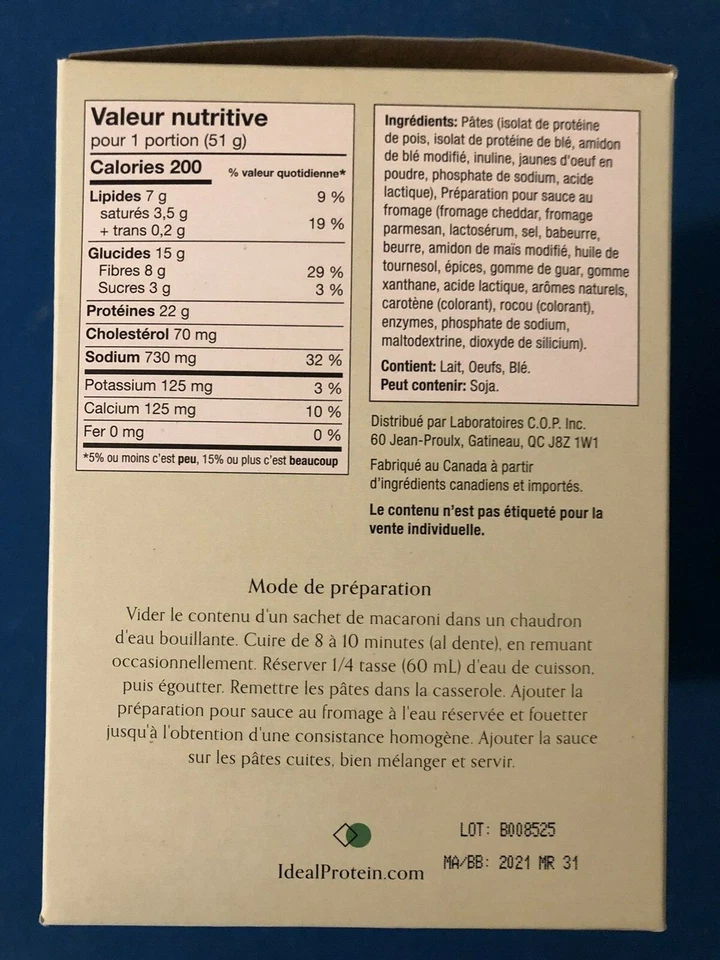 Valeur nutritive
pour 1 portion (51 g)
Calories 200
% valeur quotidienne*
Lipides 7 g 9 %
saturés 3,5 g
+ trans 0,2 g 19 %
Glucides 15 g
Fibres 8 g 29 %
Sucres 3 g 3 %
Protéines 22 g
Cholestérol 70 mg
Sodium 730 mg 32 %
Potassium 125 mg 3 %
Calcium 125 mg 10 %
Fer 0 mg 0 %
*5% ou moins c'est peu, 15% ou plus c'est beaucoup
Ingrédients: Pâtes (isolat de protéine
de pois, isolat de protéine de blé, amidon
de blé modifié, inuline, jaunes d'oeuf en
poudre, phosphate de sodium, acide
lactique), Préparation pour sauce au
fromage (fromage cheddar, fromage
parmesan, lactosérum, sel, babeurre,
beurre, amidon de maïs modifié, huile de
tournesol, épices, gomme de guar, gomme
xanthane, acide lactique, arômes naturels,
carotène (colorant), rocou (colorant),
enzymes, phosphate de sodium,
maltodextrine, dioxyde de silicium).
Contient: Lait, Oeufs, Blé.
Peut contenir: Soja.
Distribué par Laboratoires C.O.P. Inc.
60 Jean-Proulx, Gatineau, QC J8Z 1W1
Fabriqué au Canada à partir
d'ingrédients canadiens et importés.
Le contenu n'est pas étiqueté pour la
vente individuelle.
Mode de préparation
Vider le contenu d'un sachet de macaroni dans un chaudron
d'eau bouillante. Cuire de 8 à 10 minutes (al dente), en remuant
occasionnellement. Réserver 1/4 tasse (60 mL) d'eau de cuisson,
puis égoutter. Remettre les pâtes dans la casserole. Ajouter la
préparation pour sauce au fromage à l'eau réservée et fouetter
jusqu'à l'obtention d'une consistance homogène. Ajouter la sauce
sur les pâtes cuites, bien mélanger et servir.
IdealProtein.com
LOT: B008525
MA/BB: 2021 MR 31